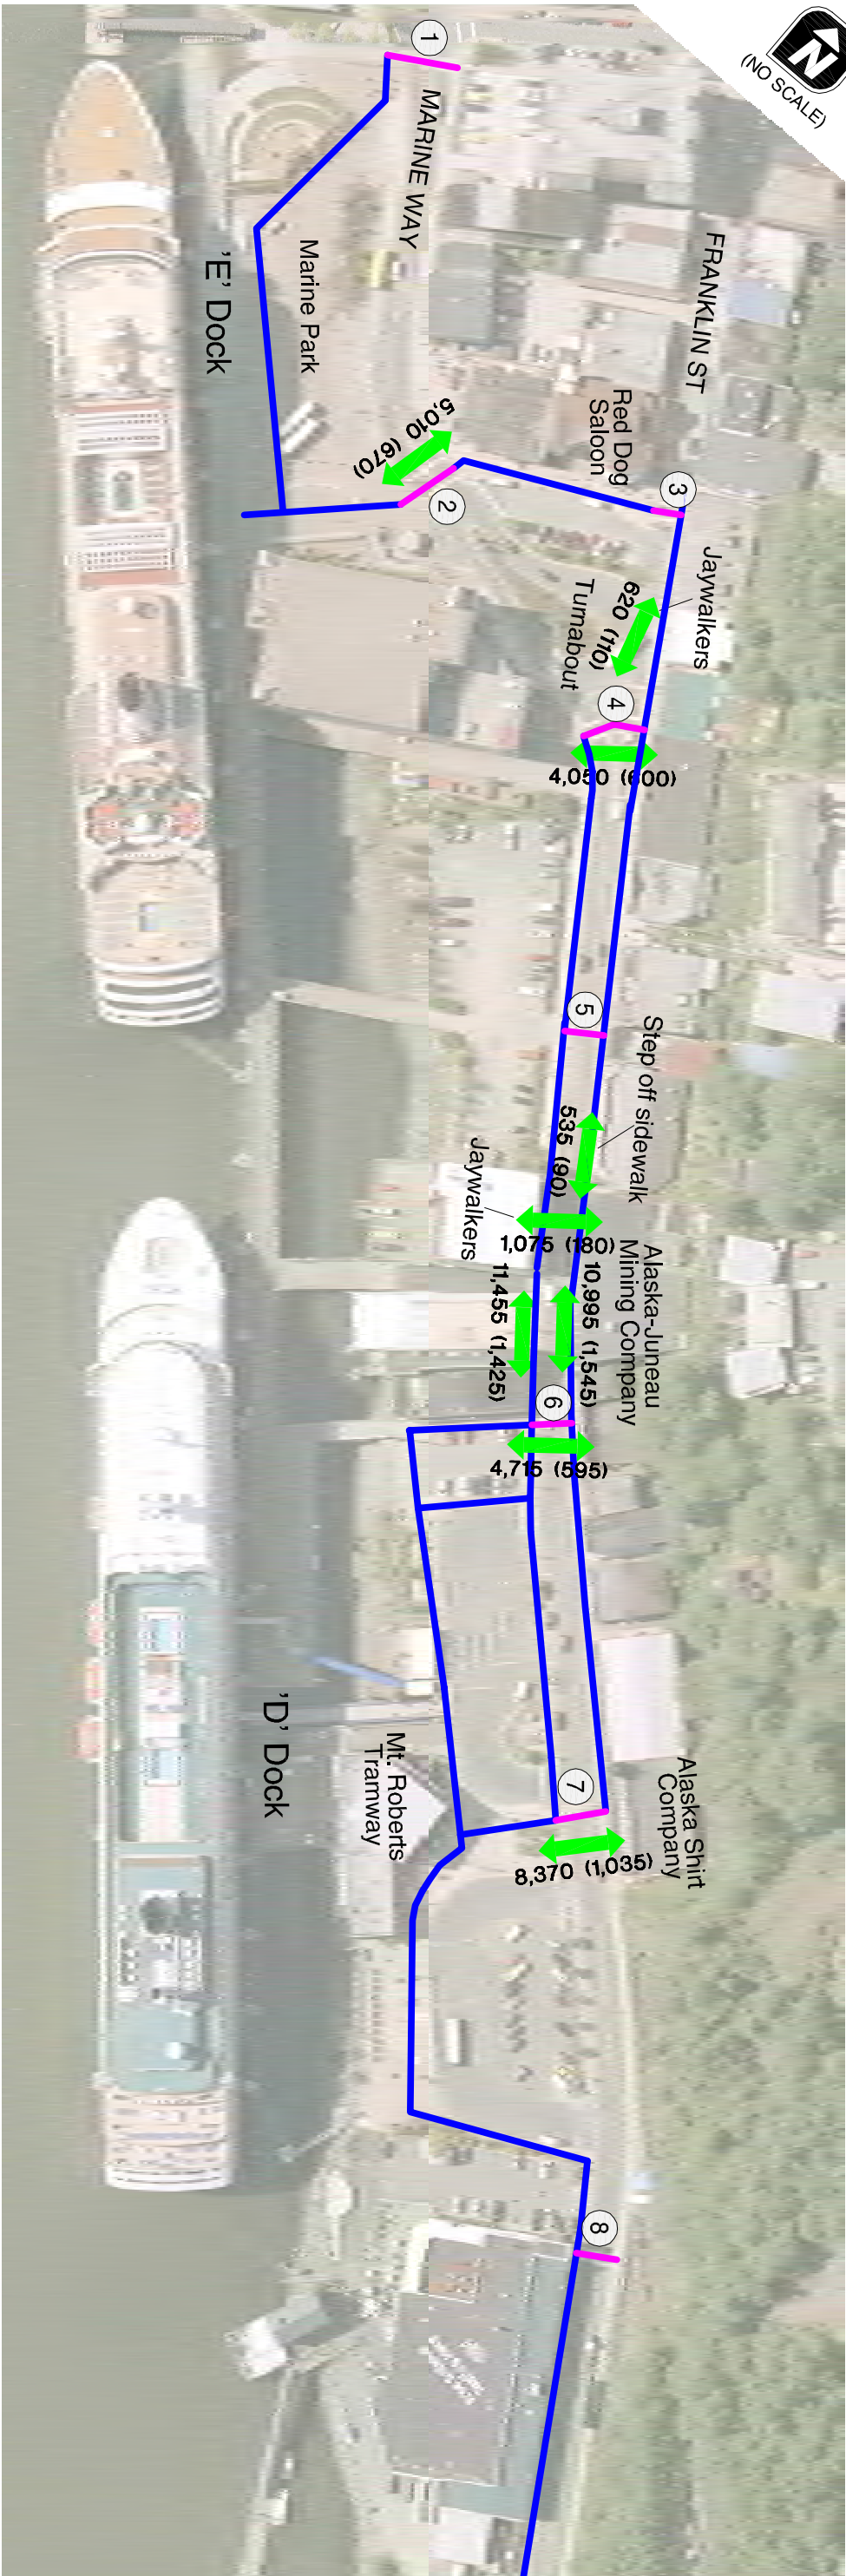 N
(NO SCALE)
1
MARINE WAY
FRANKLIN ST
Marine Park
'E' Dock
Red Dog
Saloon
5,010 (670)
2
3
Jaywalkers
620 (110)
Turnabout
4
4,050 (600)
5
Step off sidewalk
535 (90)
Jaywalkers
1,075 (180)
Alaska-Juneau
Mining Company
10,995 (1,545)
11,455 (1,425)
6
4,715 (595)
'D' Dock
Mt. Roberts
Tramway
7
Alaska Shirt
Company
8,370 (1,035)
8